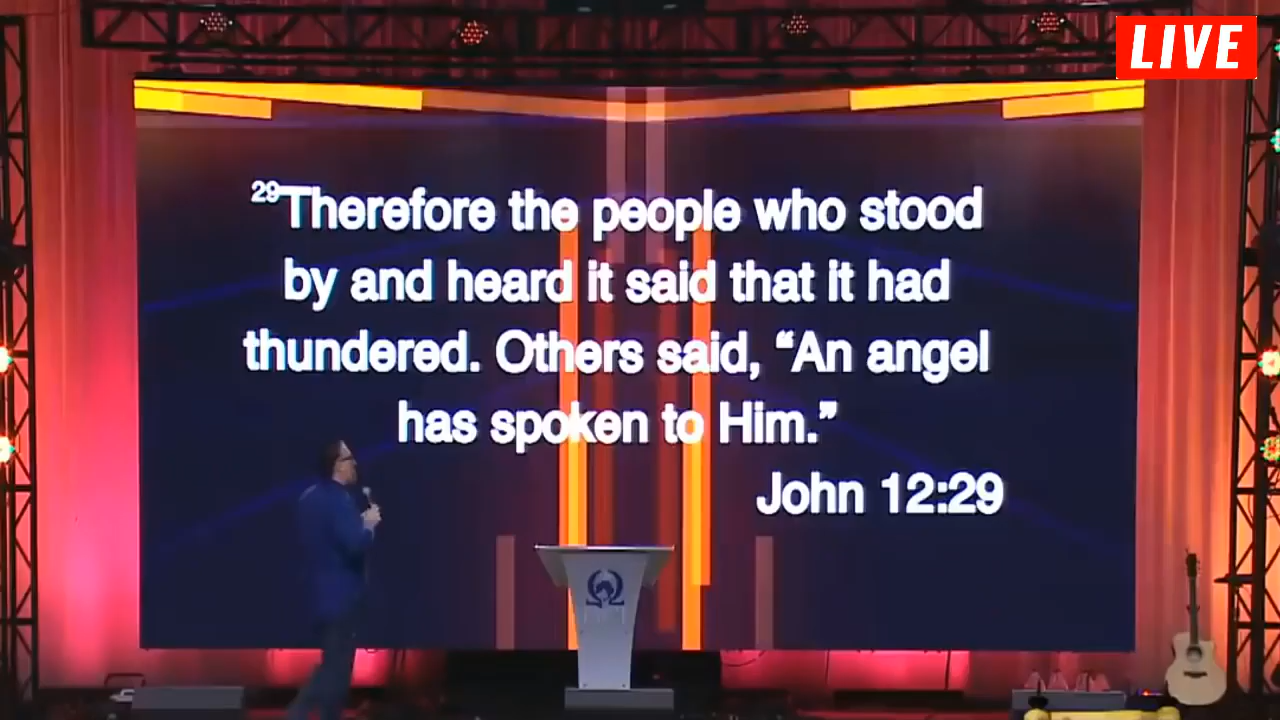 LIVE
29Therefore the people who stood
by and heard it said that it had
thundered. Others said, “An angel
has spoken to Him.”
John 12:29